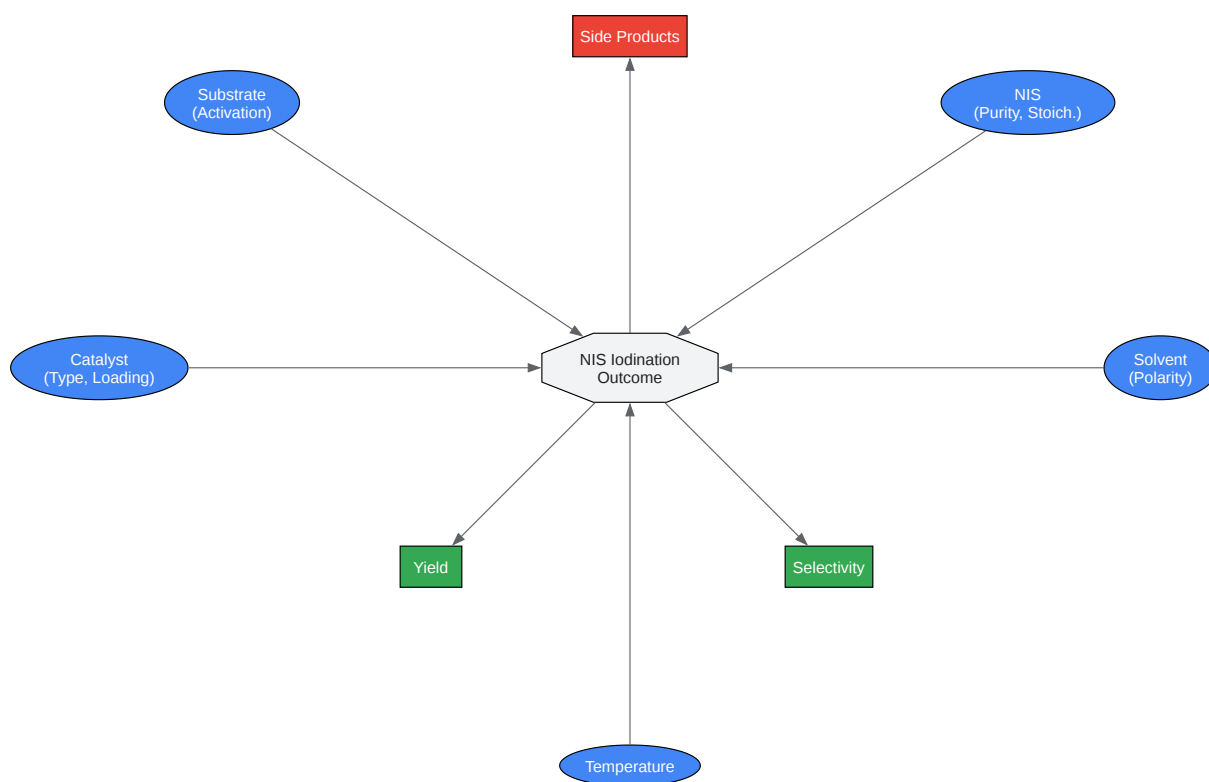 Side Products
Substrate
(Activation)
NIS
(Purity, Stoich.)
Catalyst
(Type, Loading)
NIS Iodination
Outcome
Solvent
(Polarity)
Yield
Selectivity
Temperature